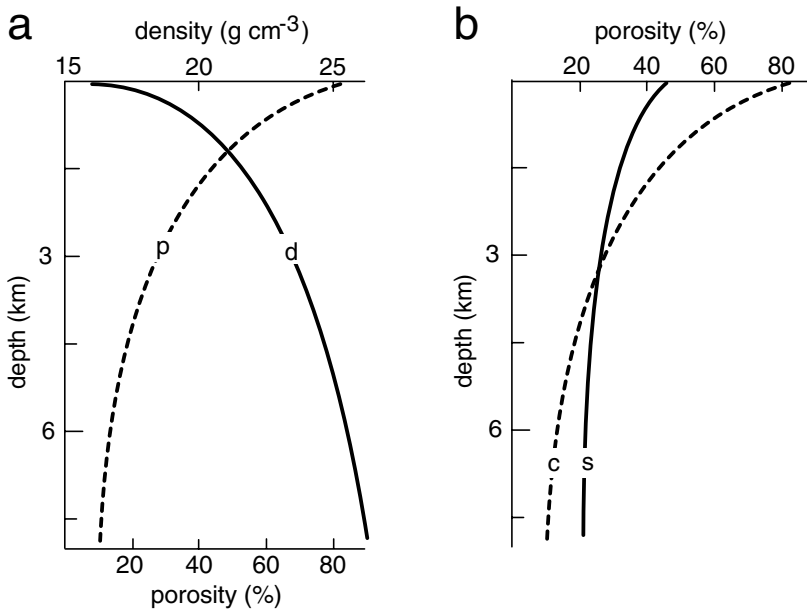 a
density (g cm-3)
15 20 25
3
6
depth (km)
p
d
20 40 60 80
porosity (%)
b
porosity (%)
20 40 60 80
3
6
depth (km)
c
s